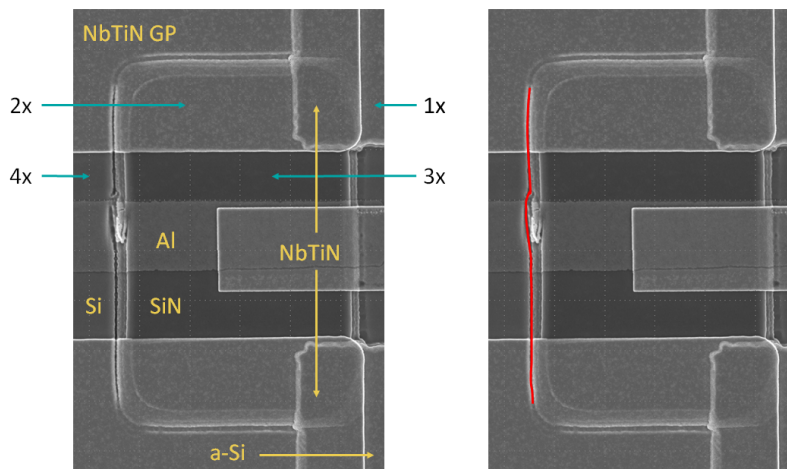 NbTiN GP
2x
1x
4x
3x
Al
NbTiN
Si
SiN
a-Si